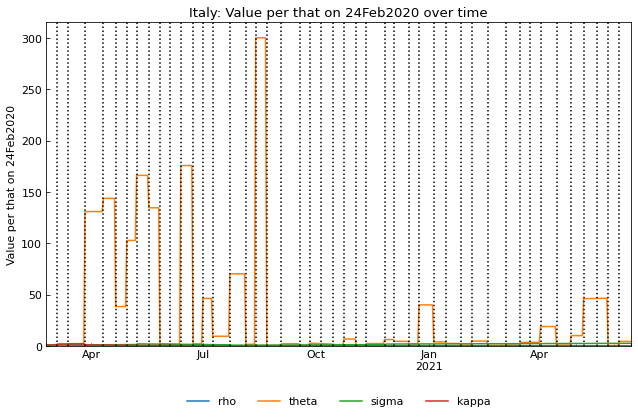 Italy: Value per that on 24Feb2020 over time
Value per that on 24Feb2020
300
250
200
150
100
50
0
Apr Jul Oct Jan Apr
2021
rho theta sigma kappa